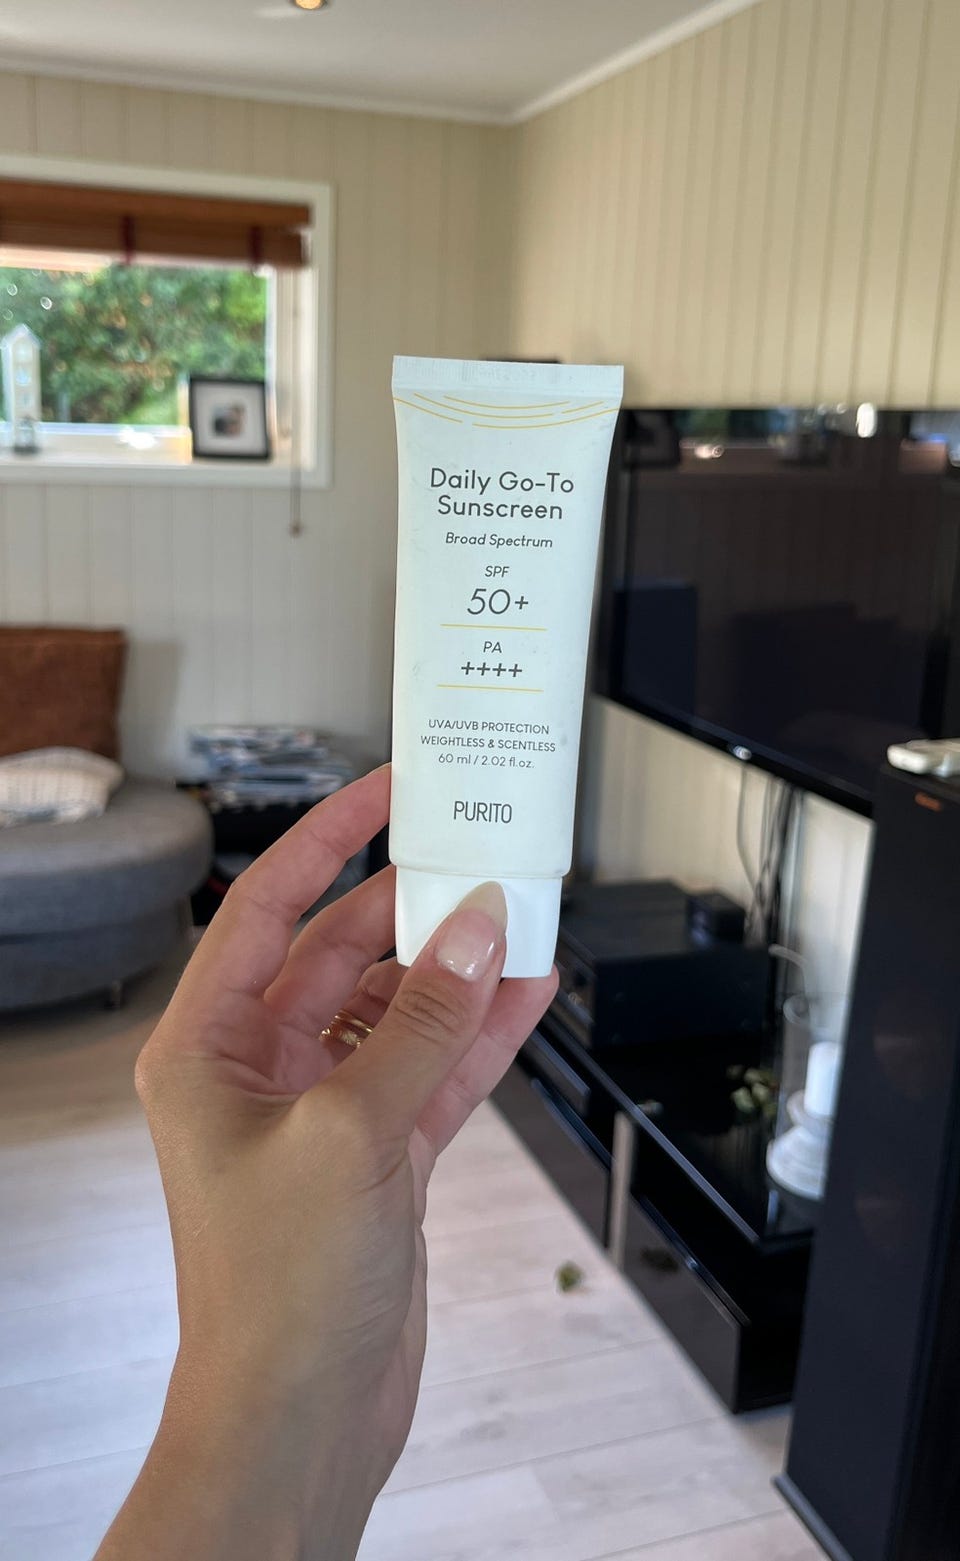 Daily Go-To
Sunscreen
Broad Spectrum
SPF
50+
PA
++++
UVA/UVB PROTECTION
WEIGHTLESS & SCENTLESS
60 ml / 2.02 fl.oz.
PURITO